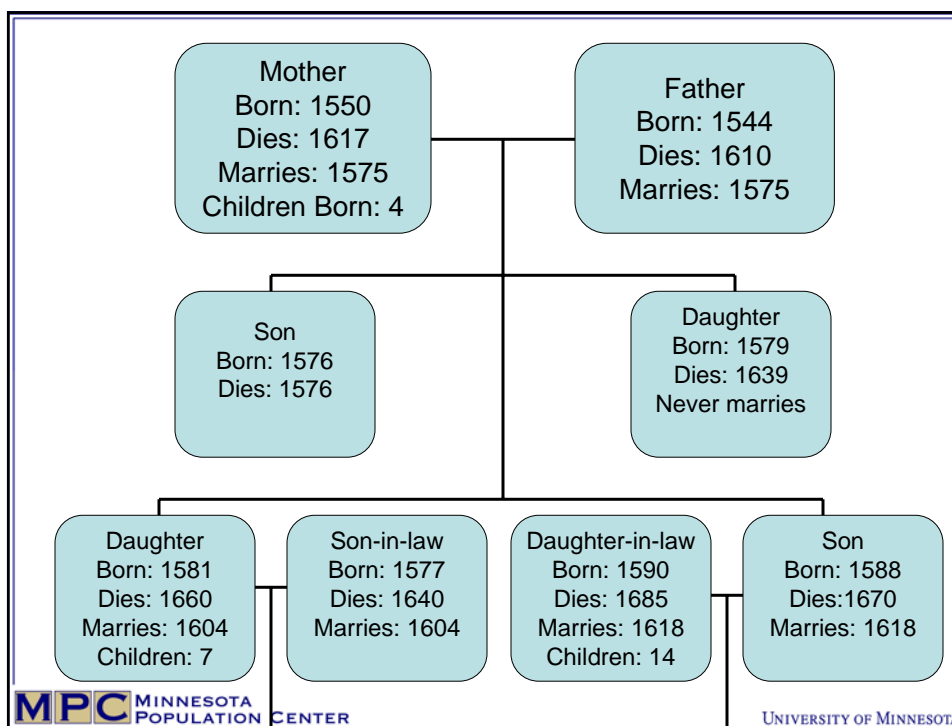 Mother
Born: 1550
Dies: 1617
Marries: 1575
Children Born: 4
Father
Born: 1544
Dies: 1610
Marries: 1575
Son
Born: 1576
Dies: 1576
Daughter
Born: 1579
Dies: 1639
Never marries
Daughter
Born: 1581
Dies: 1660
Marries: 1604
Children: 7
Son-in-law
Born: 1577
Dies: 1640
Marries: 1604
Daughter-in-law
Born: 1590
Dies: 1685
Marries: 1618
Children: 14
Son
Born: 1588
Dies:1670
Marries: 1618
MPC MINNESOTA
POPULATION CENTER
UNIVERSITY OF MINNESOT